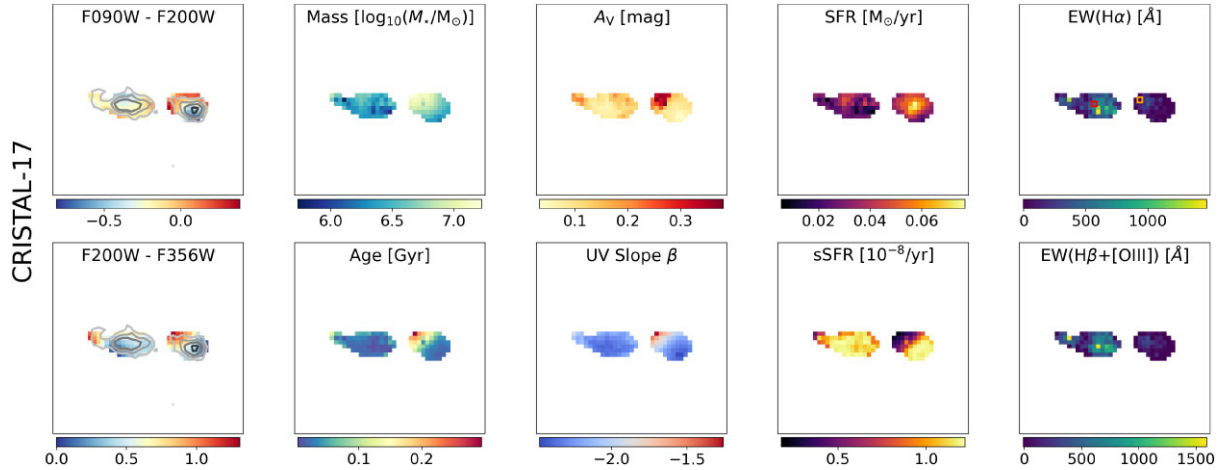 CRISTAL-17
F090W - F200W
Mass [log₁₀(M⋆/M⊙)]
A_V [mag]
SFR [M⊙/yr]
EW(Hα) [Å]
−0.5 0.0
6.0 6.5 7.0
0.1 0.2 0.3
0.02 0.04 0.06
0 500 1000
F200W - F356W
Age [Gyr]
UV Slope β
sSFR [10⁻⁸/yr]
EW(Hβ+[OIII]) [Å]
0.0 0.5 1.0
0.1 0.2
−2.0 −1.5
0 1
0 500 1000 1500